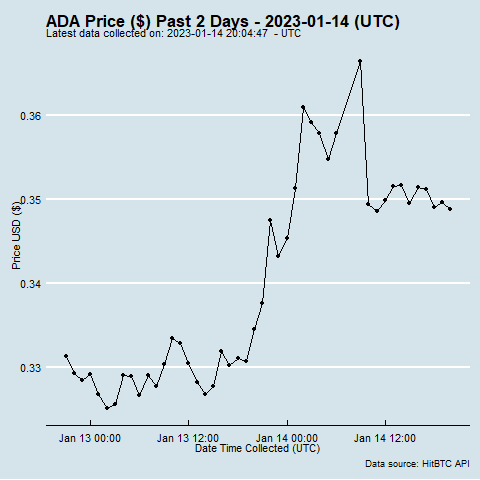 ADA Price ($) Past 2 Days - 2023-01-14 (UTC)
Latest data collected on: 2023-01-14 20:04:47 - UTC
0.36
0.35
0.34
0.33
Price USD ($)
Jan 13 00:00 Jan 13 12:00 Jan 14 00:00 Jan 14 12:00
Date Time Collected (UTC)
Data source: HitBTC API